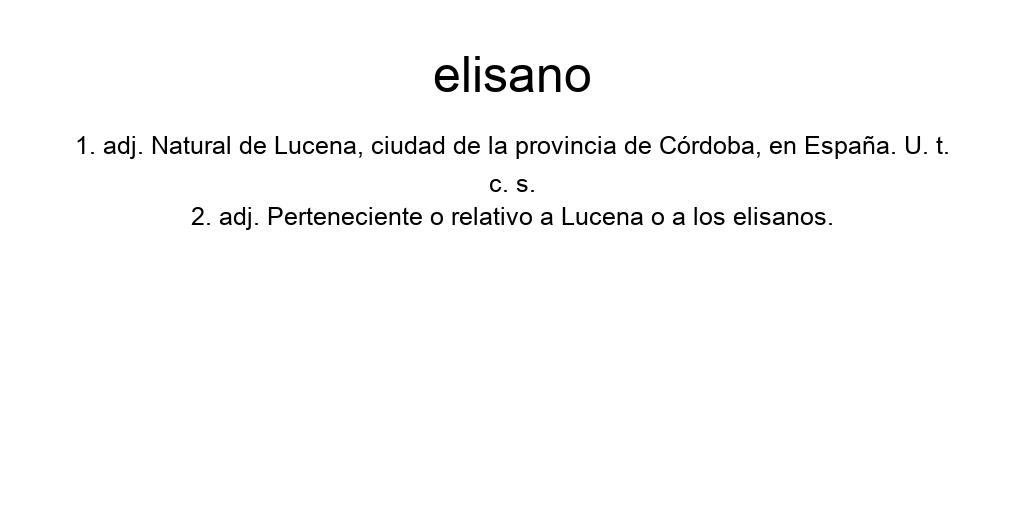 elisano
1. adj. Natural de Lucena, ciudad de la provincia de Córdoba, en España. U. t.
c. s.
2. adj. Perteneciente o relativo a Lucena o a los elisanos.